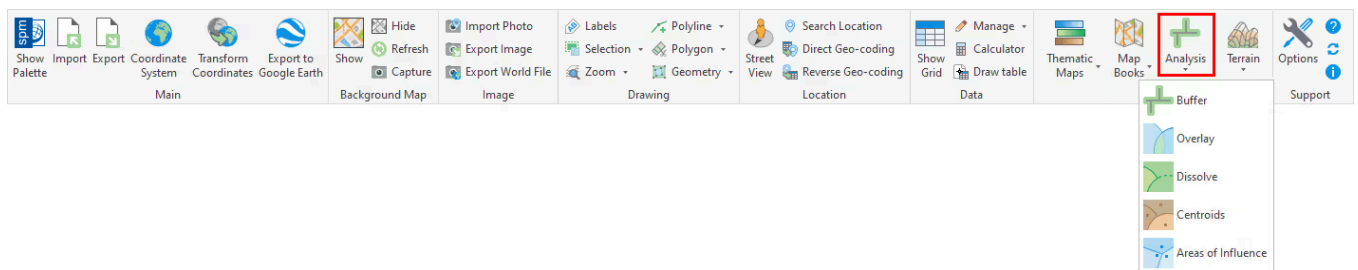 spm
Show Palette
Import
Export
Coordinate System
Transform Coordinates
Export to Google Earth
Main
Show
Hide
Refresh
Capture
Background Map
Import Photo
Export Image
Export World File
Image
Labels
Selection
Zoom
Polyline
Polygon
Geometry
Drawing
Street View
Search Location
Direct Geo-coding
Reverse Geo-coding
Location
Show Grid
Manage
Calculator
Draw table
Data
Thematic Maps
Map Books
Analysis
Terrain
Options
Support
Buffer
Overlay
Dissolve
Centroids
Areas of Influence